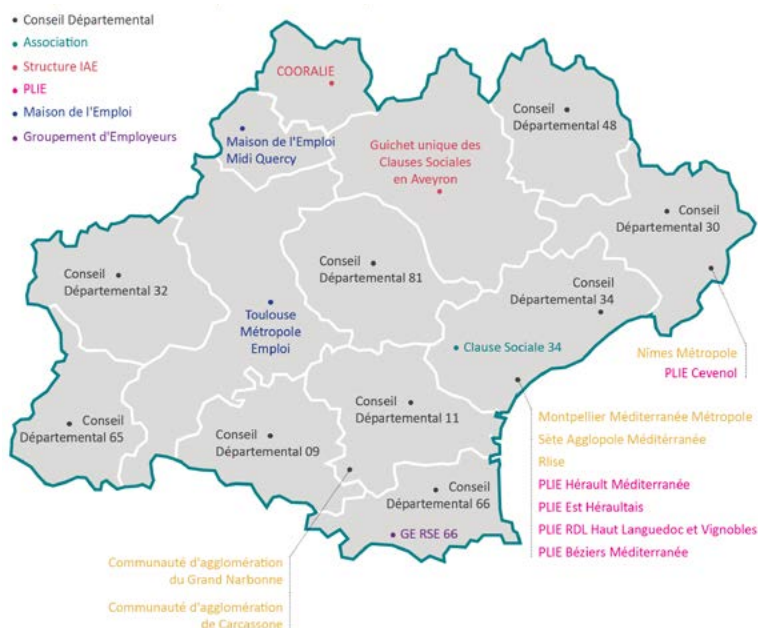 Conseil Départemental
Association
Structure IAE
PLIE
Maison de l'Emploi
Groupement d'Employeurs
COORALIE
Maison de l'Emploi
Midi Quercy
Guichet unique des
Clauses Sociales
en Aveyron
Conseil
Départemental 48
Conseil
Départemental 30
Conseil
Départemental 32
Conseil
Départemental 81
Conseil
Départemental 34
Toulouse
Métropole
Emploi
Clause Sociale 34
Nîmes Métropole
PLIE Cevenol
Conseil
Départemental 65
Conseil
Départemental 09
Conseil
Départemental 11
Conseil
Départemental 66
GE RSE 66
Montpellier Méditerranée Métropole
Sète Agglopole Méditérranée
Rlise
PLIE Hérault Méditerranée
PLIE Est Héraultais
PLIE RDL Haut Languedoc et Vignobles
PLIE Béziers Méditerranée
Communauté d'agglomération
du Grand Narbonne
Communauté d'agglomération
de Carcassone